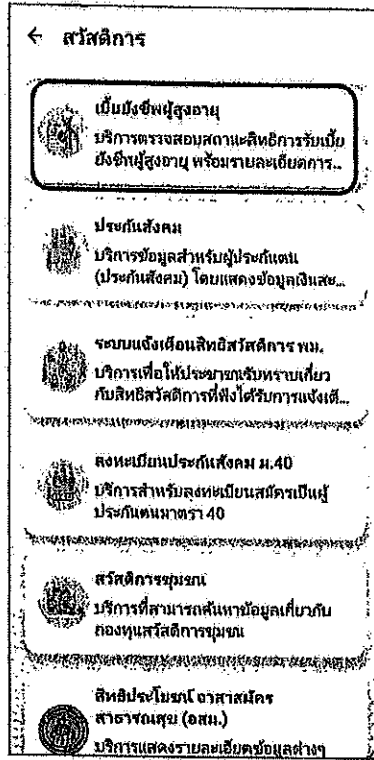 ← สวัสดิการ
เบี้ยยังชีพผู้สูงอายุ
บริการตรวจสอบสถานะสิทธิการรับเบี้ย
ยังชีพผู้สูงอายุ พร้อมรายละเอียดการ...
ประกันสังคม
บริการข้อมูลสำหรับผู้ประกันตน
(ประกันสังคม) โดยแสดงข้อมูลเงินสะ...
ระบบแจ้งเตือนสิทธิสวัสดิการ พม.
บริการเพื่อให้ประชาชนรับทราบเกี่ยว
กับสิทธิสวัสดิการที่พึงได้รับการแจ้งเตื...
ลงทะเบียนประกันสังคม ม.40
บริการสำหรับลงทะเบียนสมัครเป็นผู้
ประกันตนมาตรา 40
สวัสดิการชุมชน
บริการที่สามารถค้นหาข้อมูลเกี่ยวกับ
กองทุนสวัสดิการชุมชน
สิทธิประโยชน์ อาสาสมัคร
สาธารณสุข (อสม.)
บริการแสดงรายละเอียดข้อมูลต่างๆ